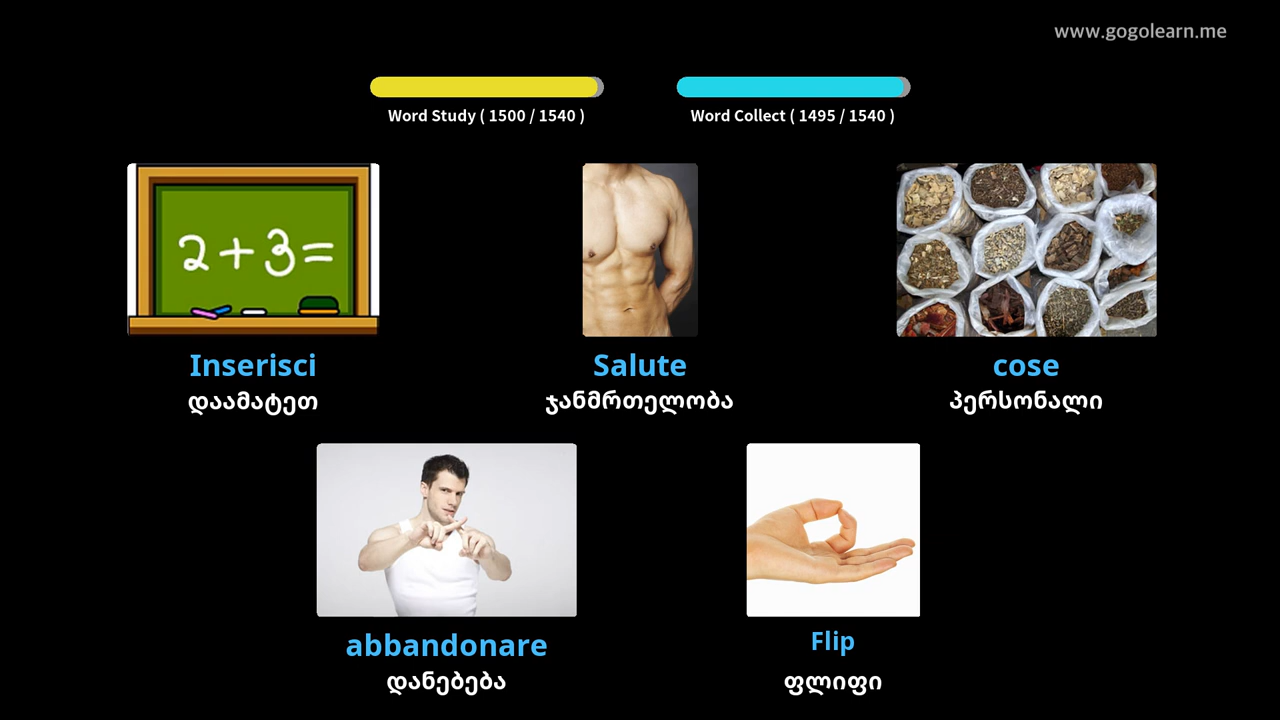 www.gogolearn.me
Word Study ( 1500 / 1540 )
Word Collect ( 1495 / 1540 )
2+3=
Inserisci
Salute
cose
დაამატეთ
ჯანმრთელობა
პერსონალი
abbandonare
Flip
დანებება
ფლიფი